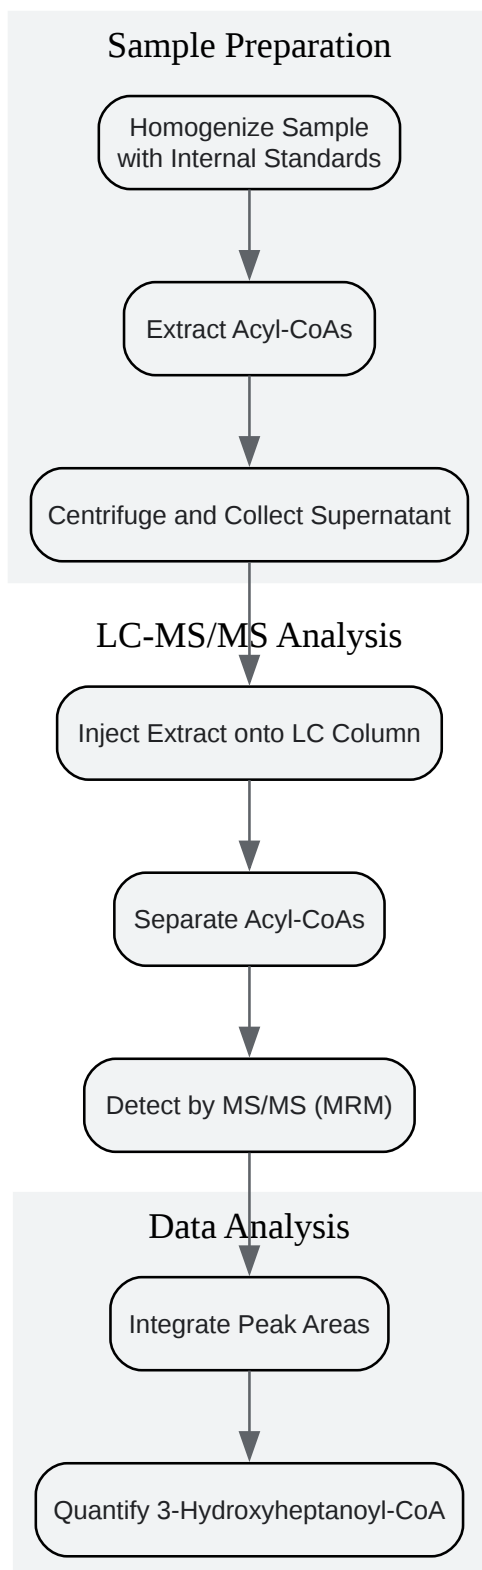 Sample Preparation
Homogenize Sample
with Internal Standards
Extract Acyl-CoAs
Centrifuge and Collect Supernatant
LC-MS/MS Analysis
Inject Extract onto LC Column
Separate Acyl-CoAs
Detect by MS/MS (MRM)
Data Analysis
Integrate Peak Areas
Quantify 3-Hydroxyheptanoyl-CoA